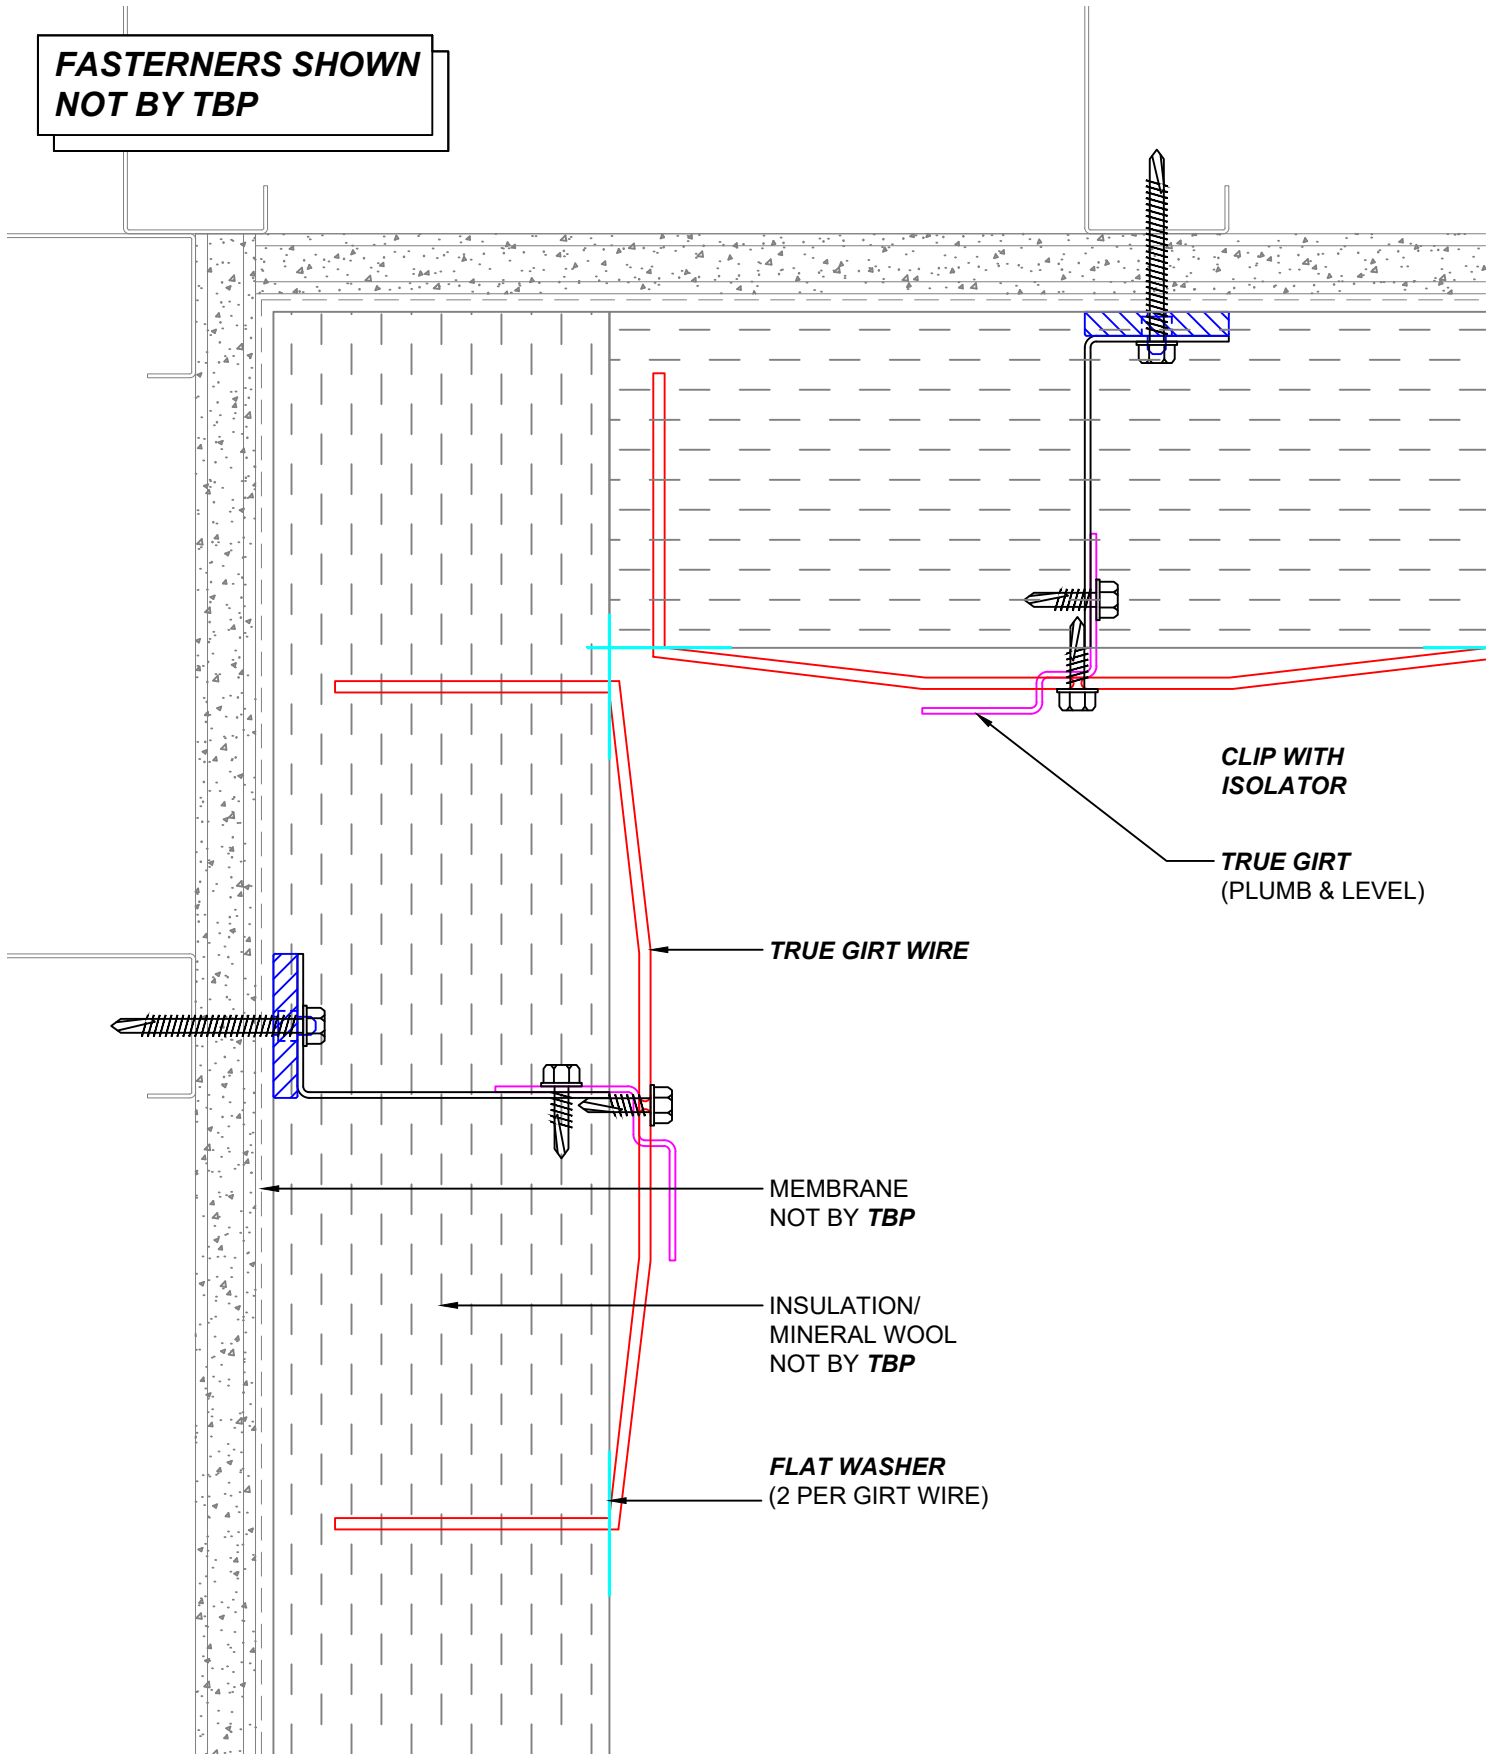 FASTERNERS SHOWN
NOT BY TBP
CLIP WITH
ISOLATOR
TRUE GIRT
(PLUMB & LEVEL)
TRUE GIRT WIRE
MEMBRANE
NOT BY TBP
INSULATION/
MINERAL WOOL
NOT BY TBP
FLAT WASHER
(2 PER GIRT WIRE)